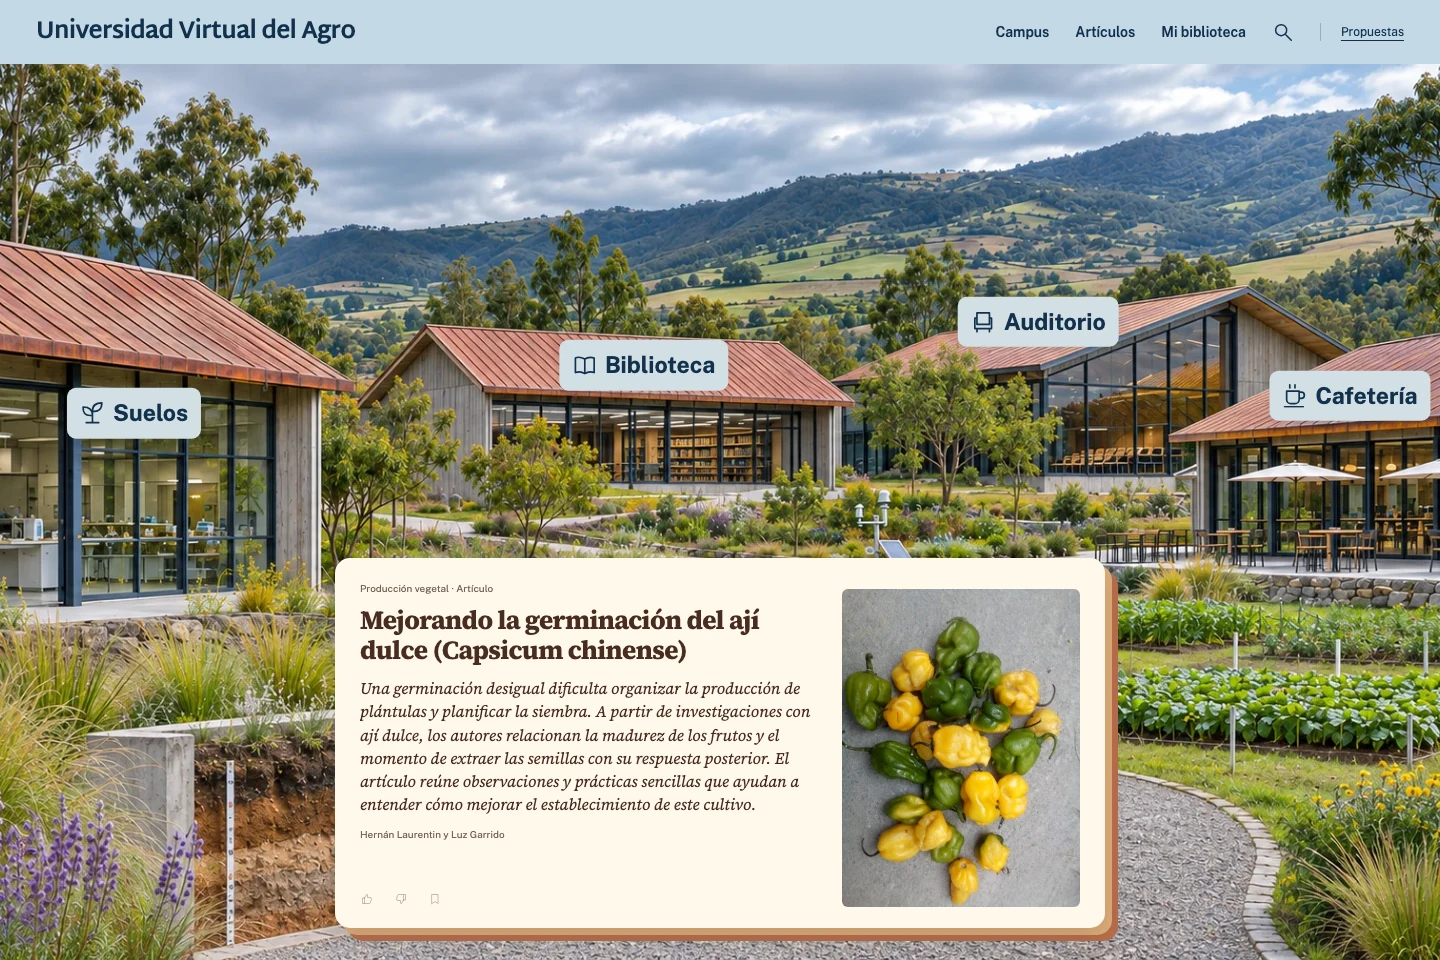 Universidad Virtual del Agro
Campus
Artículos
Mi biblioteca
Propuestas
Auditorio
Biblioteca
Cafetería
Suelos
Producción vegetal · Artículo
Mejorando la germinación del ají
dulce (Capsicum chinense)
Una germinación desigual dificulta organizar la producción de
plántulas y planificar la siembra. A partir de investigaciones con
ají dulce, los autores relacionan la madurez de los frutos y el
momento de extraer las semillas con su respuesta posterior. El
artículo reúne observaciones y prácticas sencillas que ayudan a
entender cómo mejorar el establecimiento de este cultivo.
Hernán Laurentin y Luz Garrido